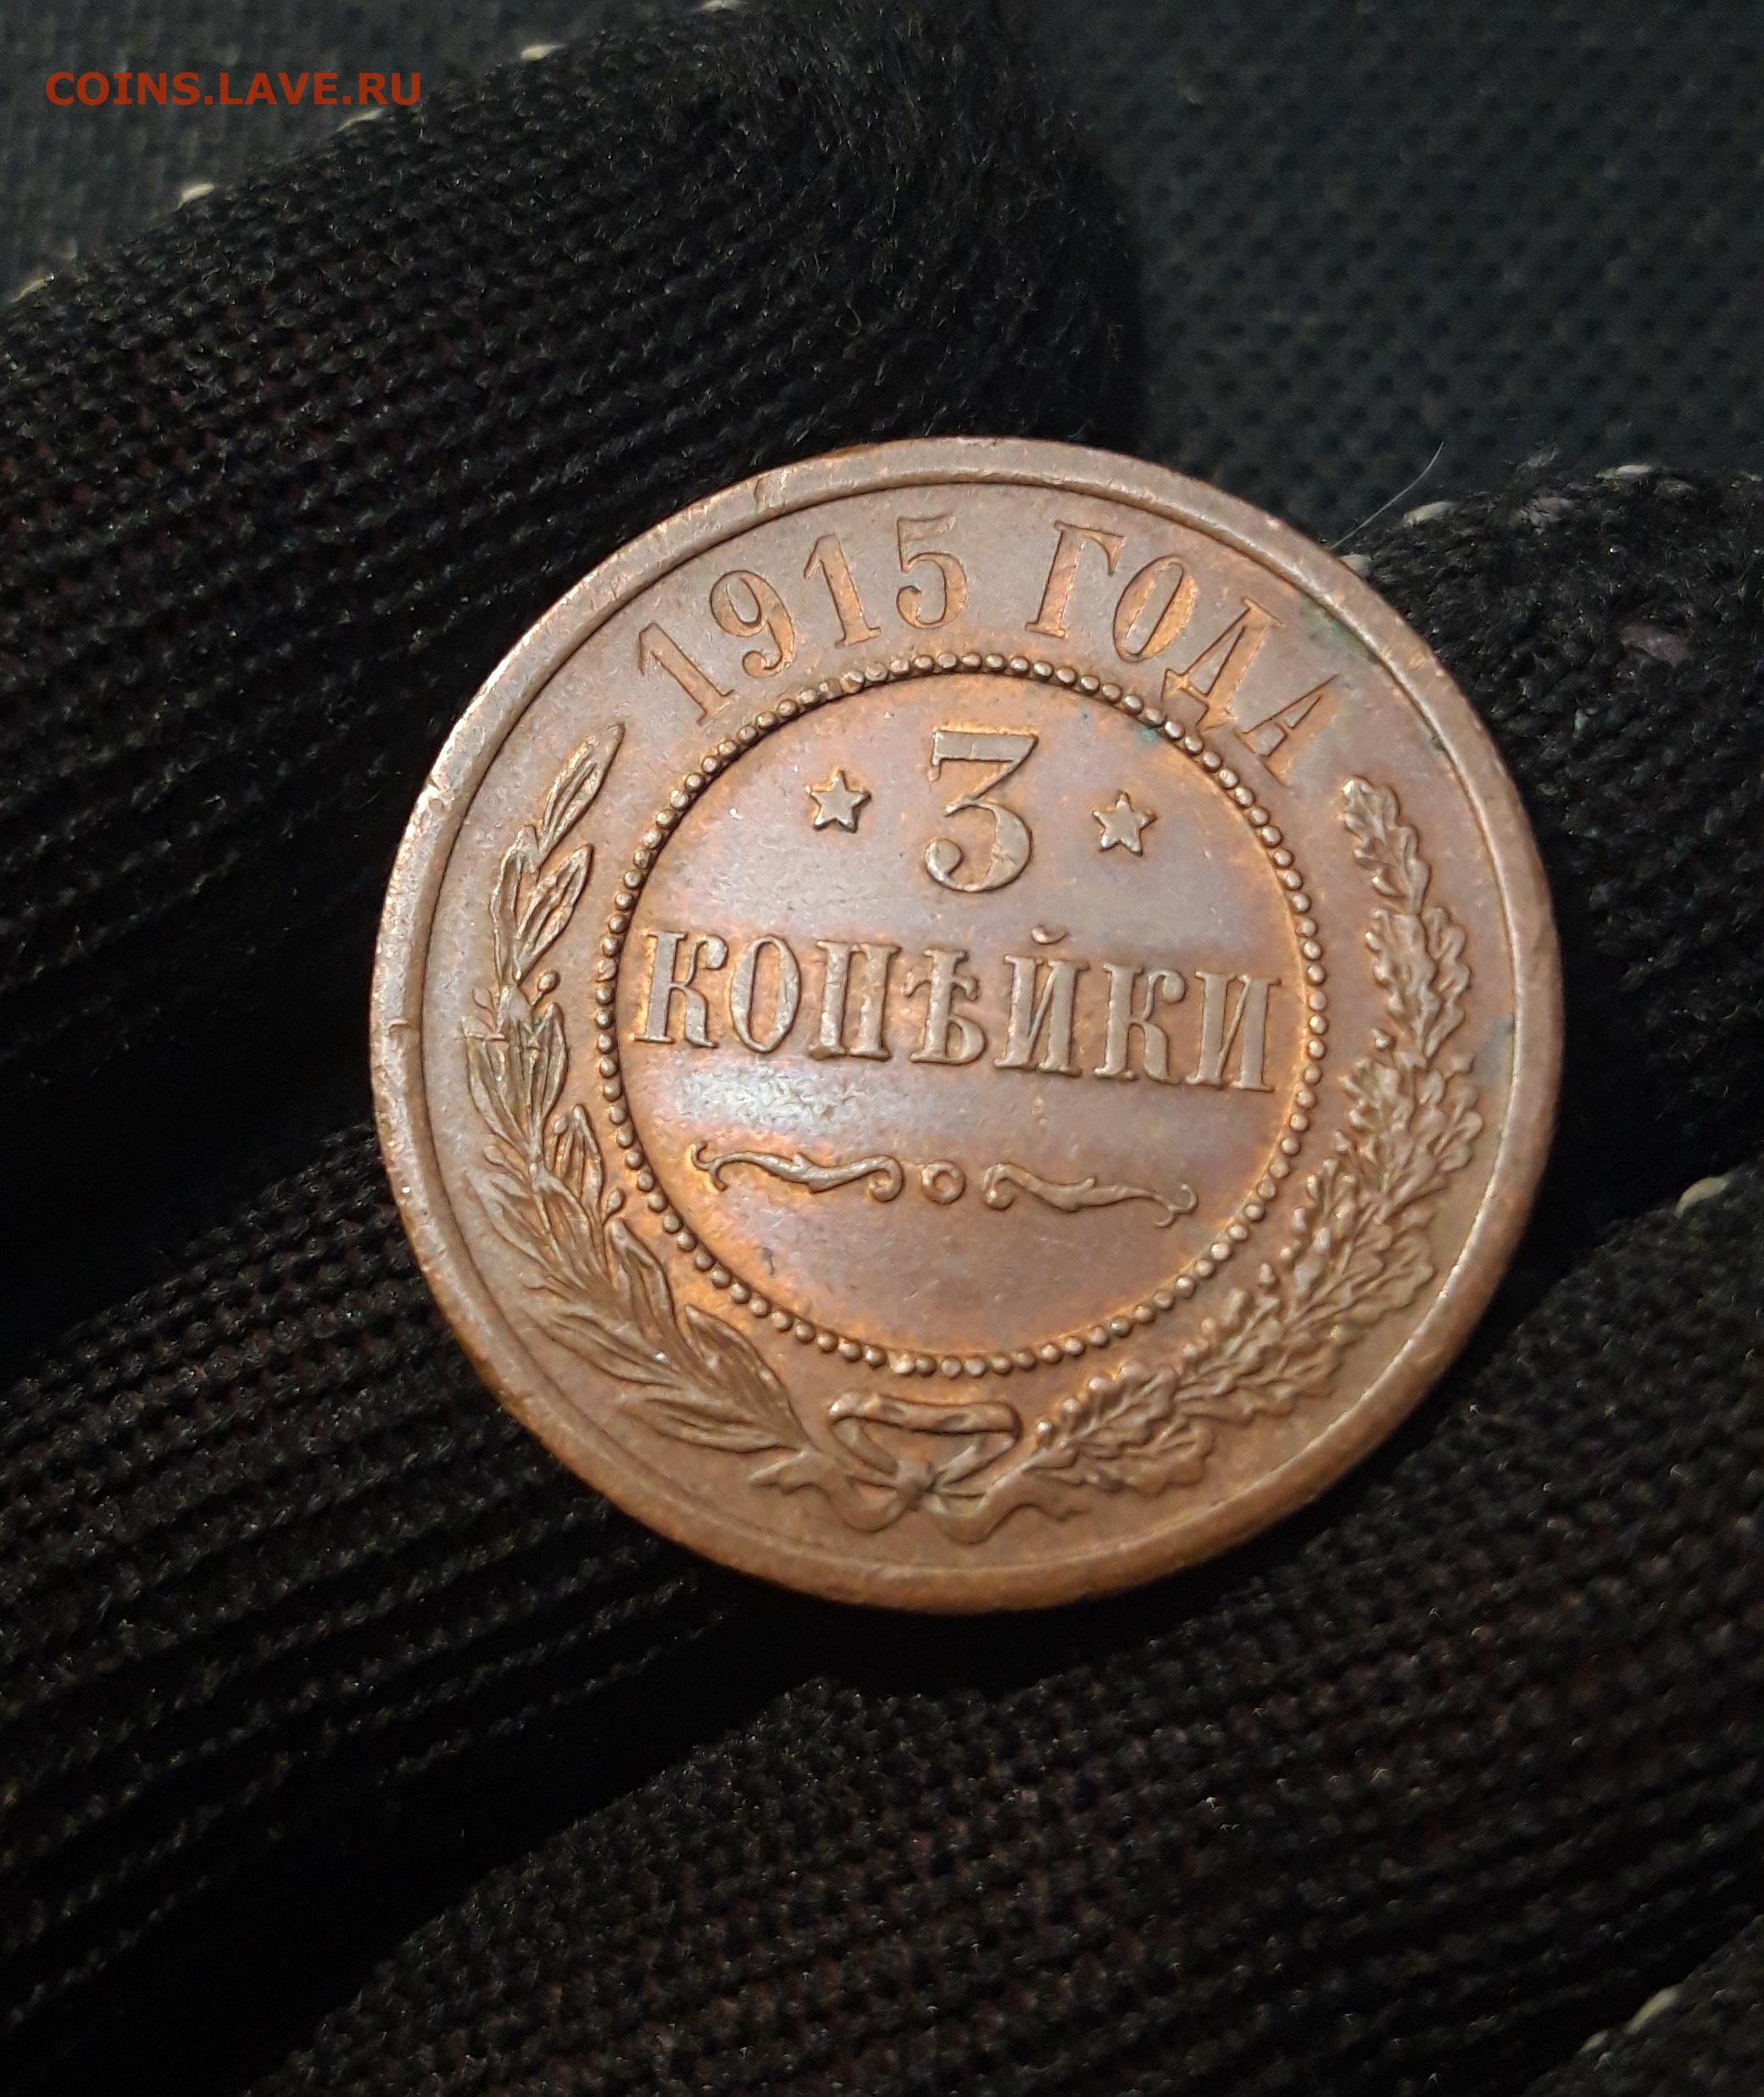 COINS.LAVE.RU
1915 ГОДА
3
КОПѢЙКИ